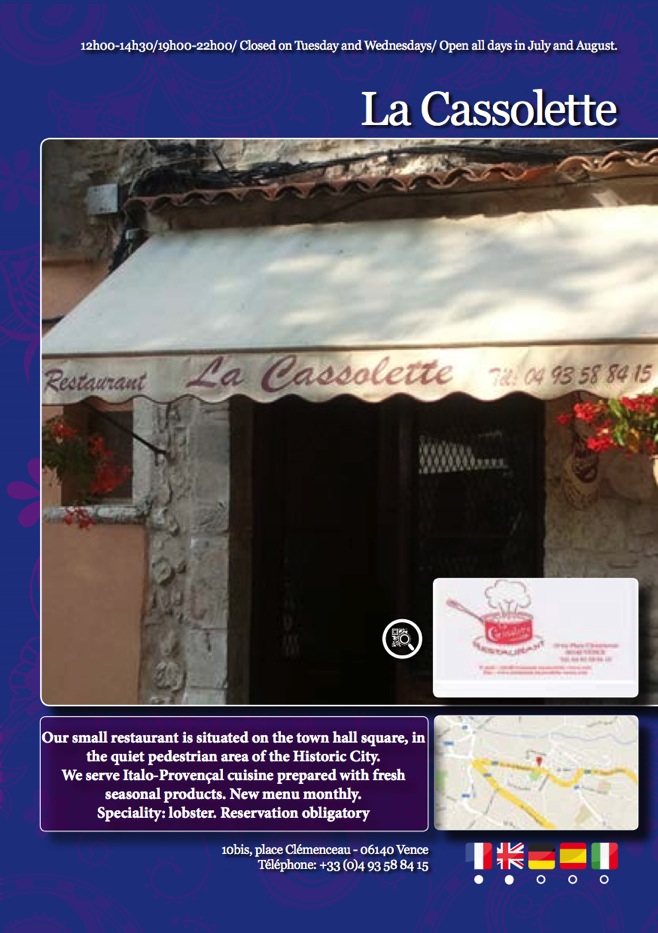 12h00-14h30/19h00-22h00/ Closed on Tuesday and Wednesdays/ Open all days in July and August.
La Cassolette
Restaurant La Cassolette Tél: 04 93 58 84 15
RESTAURANT
Our small restaurant is situated on the town hall square, in
the quiet pedestrian area of the Historic City.
We serve Italo-Provençal cuisine prepared with fresh
seasonal products. New menu monthly.
Speciality: lobster. Reservation obligatory
10bis, place Clémenceau - 06140 Vence
Téléphone: +33 (0)4 93 58 84 15